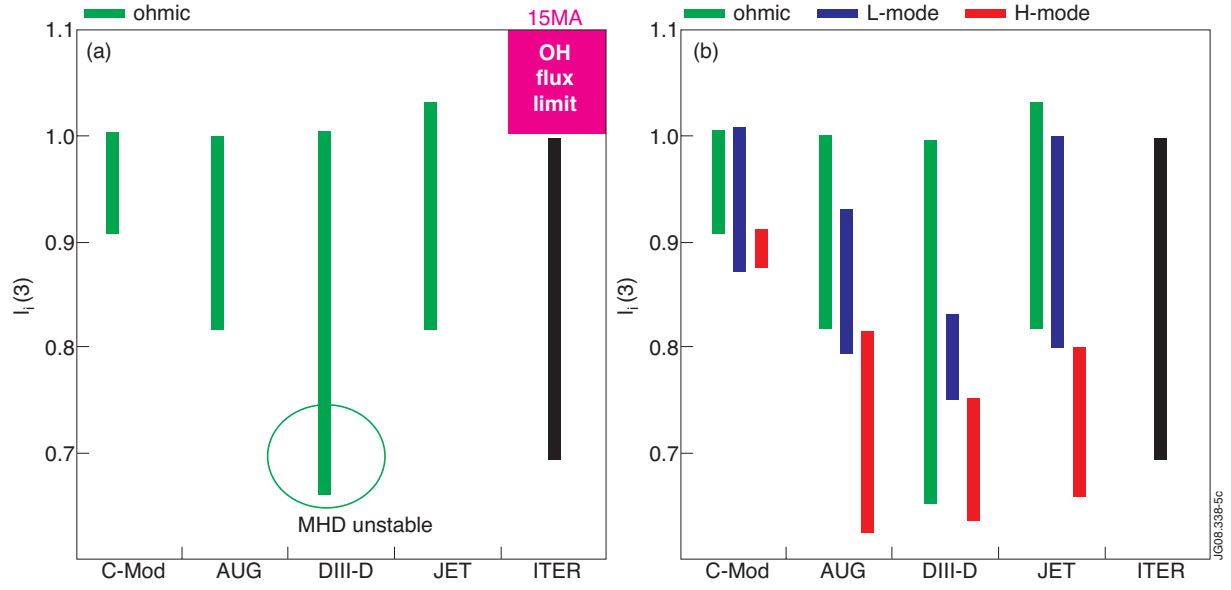 ohmic
15MA
(a)
OH
flux
limit
1.1
1.0
0.9
0.8
0.7
l i (3)
MHD unstable
C-Mod AUG DIII-D JET ITER
ohmic L-mode H-mode
(b)
1.1
1.0
0.9
0.8
0.7
l i (3)
C-Mod AUG DIII-D JET ITER
JG08.338-5c